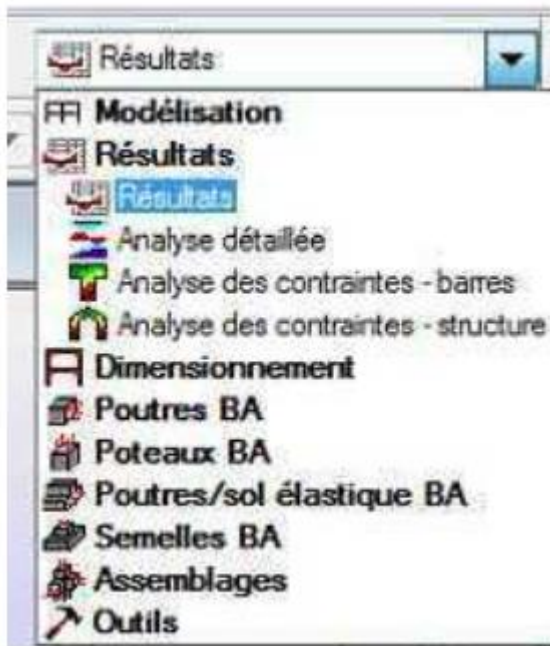 Résultats
Modélisation
Résultats
Résultats
Analyse détaillée
Analyse des contraintes - barres
Analyse des contraintes - structure
Dimensionnement
Poutres BA
Poteaux BA
Poutres/sol élastique BA
Semelles BA
Assemblages
Outils